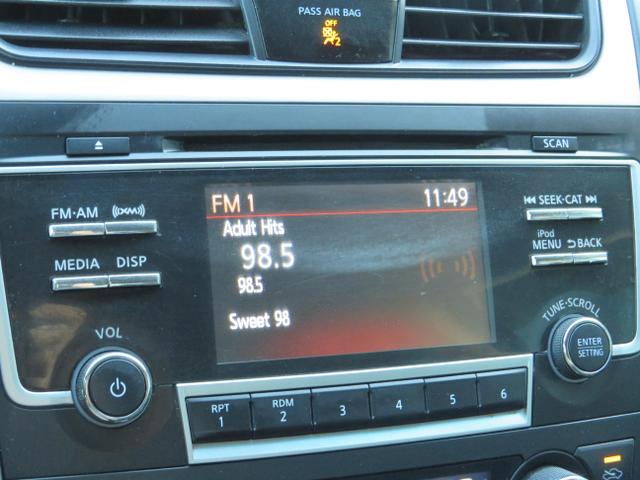 PASS AIR BAG
OFF
2
SCAN
FM·AM
XM
SEEK·CAT
MEDIA
DISP
iPod
MENU
BACK
FM 1
11:49
Adult Hits
98.5
98.5
Sweet 98
VOL
TUNE·SCROLL
ENTER
SETTING
RPT
1
RDM
2
3
4
5
6